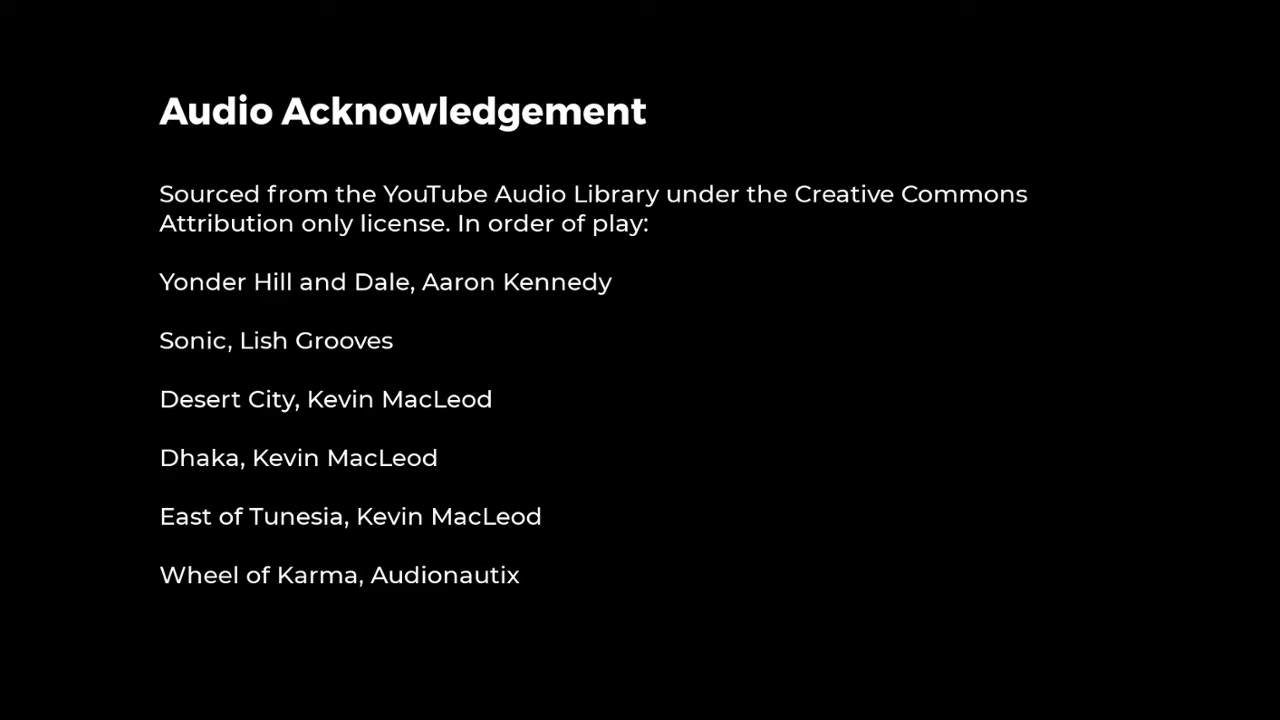 Audio Acknowledgement
Sourced from the YouTube Audio Library under the Creative Commons
Attribution only license. In order of play:
Yonder Hill and Dale, Aaron Kennedy
Sonic, Lish Grooves
Desert City, Kevin MacLeod
Dhaka, Kevin MacLeod
East of Tunesia, Kevin MacLeod
Wheel of Karma, Audionautix